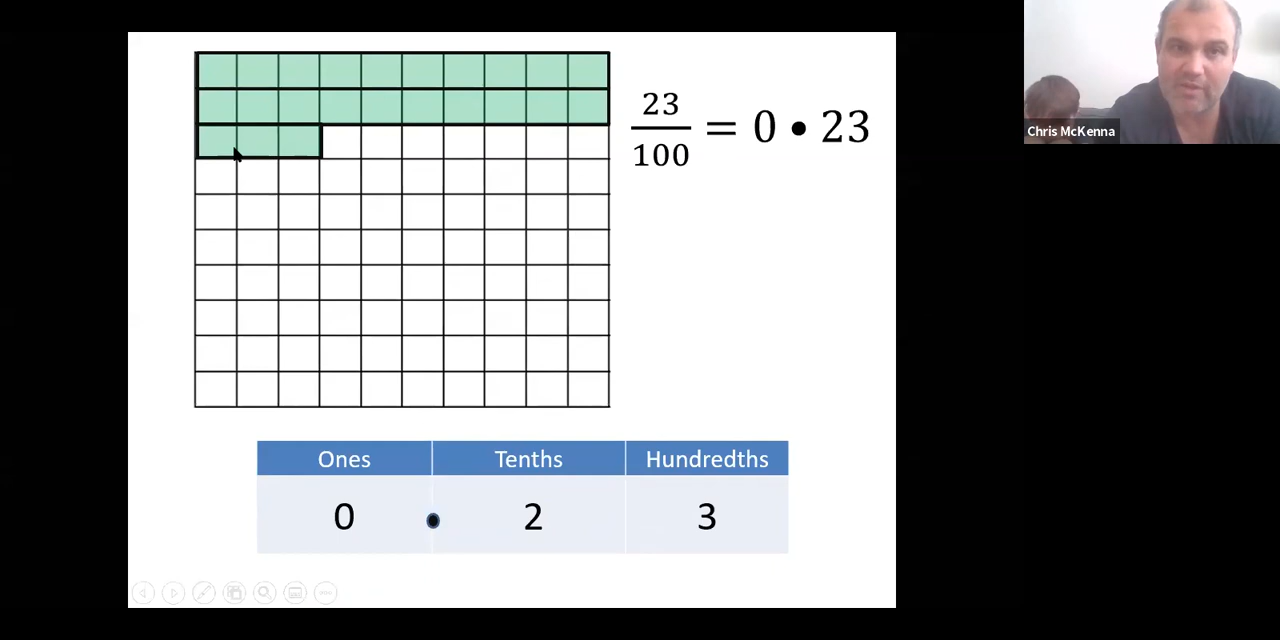 23
100
= 0 • 23
Chris McKenna
Ones Tenths Hundredths
0 • 2 3